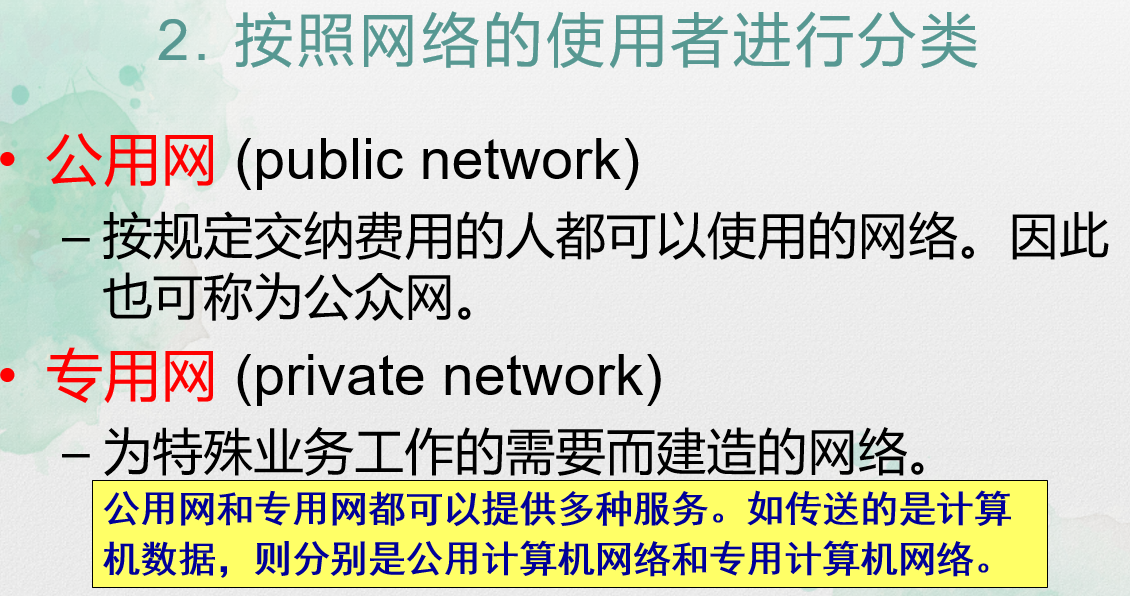 2. 按照网络的使用者进行分类
• 公用网 (public network)
– 按规定交纳费用的人都可以使用的网络。因此
也可称为公众网。
• 专用网 (private network)
– 为特殊业务工作的需要而建造的网络。
公用网和专用网都可以提供多种服务。如传送的是计算
机数据，则分别是公用计算机网络和专用计算机网络。